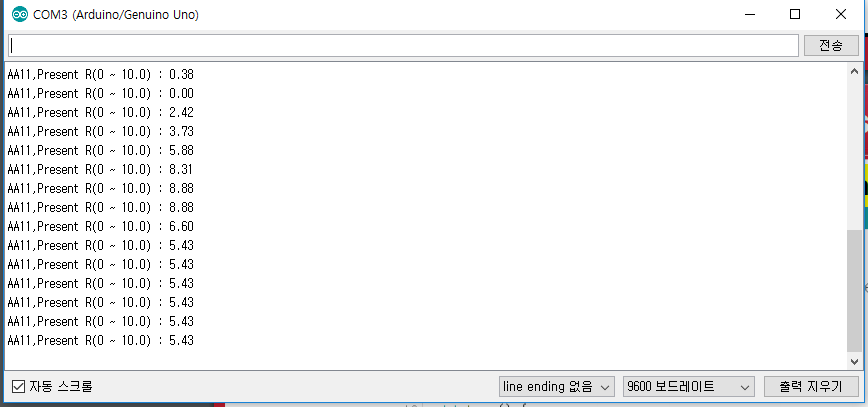 COM3 (Arduino/Genuino Uno)
전송
AA11,Present R(0 ~ 10.0) : 0.38
AA11,Present R(0 ~ 10.0) : 0.00
AA11,Present R(0 ~ 10.0) : 2.42
AA11,Present R(0 ~ 10.0) : 3.73
AA11,Present R(0 ~ 10.0) : 5.88
AA11,Present R(0 ~ 10.0) : 8.31
AA11,Present R(0 ~ 10.0) : 8.88
AA11,Present R(0 ~ 10.0) : 8.88
AA11,Present R(0 ~ 10.0) : 6.60
AA11,Present R(0 ~ 10.0) : 5.43
AA11,Present R(0 ~ 10.0) : 5.43
AA11,Present R(0 ~ 10.0) : 5.43
AA11,Present R(0 ~ 10.0) : 5.43
AA11,Present R(0 ~ 10.0) : 5.43
AA11,Present R(0 ~ 10.0) : 5.43
자동 스크롤 line ending 없음 9600 보드레이트 출력 지우기